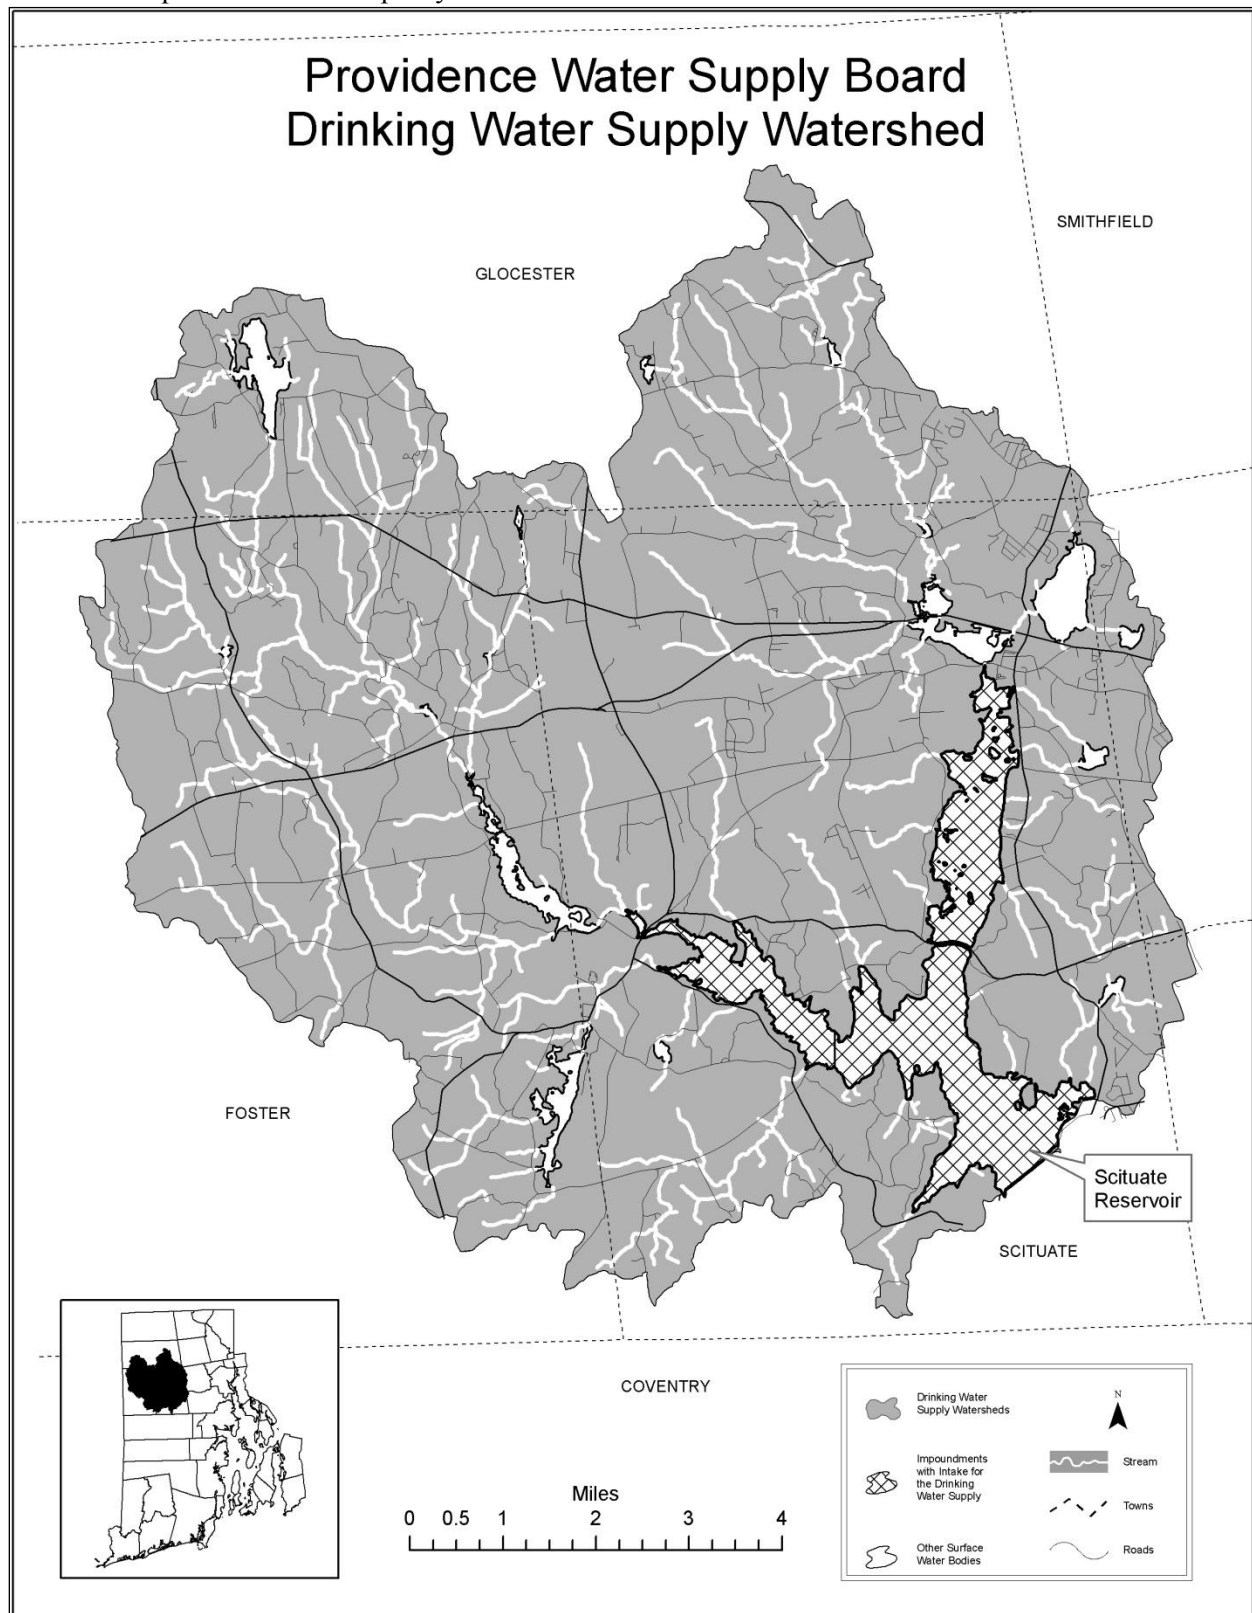 Providence Water Supply Board
Drinking Water Supply Watershed
SMITHFIELD
GLOCESTER
FOSTER
Scituate
Reservoir
SCITUATE
COVENTRY
Miles
0 0.5 1 2 3 4
Drinking Water
Supply Watersheds
N
Impoundments
with Intake for
the Drinking
Water Supply
Stream
Towns
Other Surface
Water Bodies
Roads